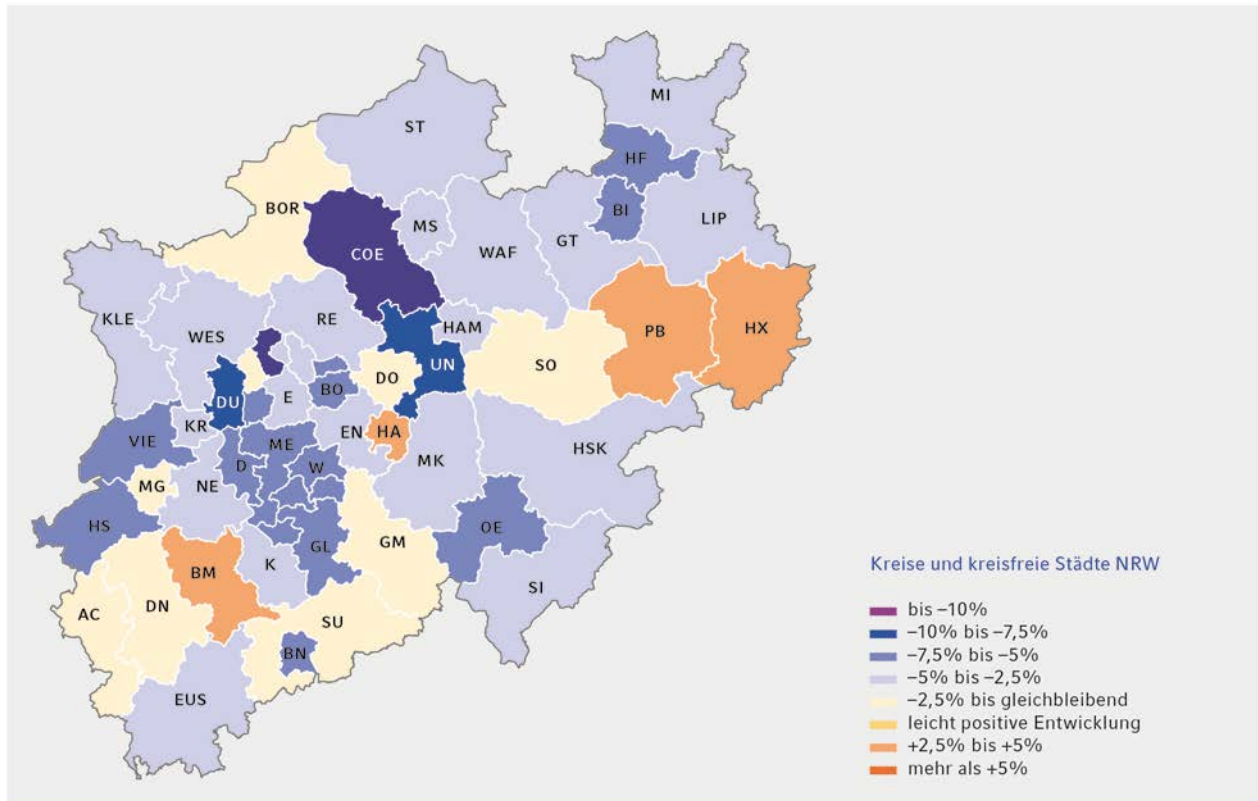 MI
ST
HF
BI
LIP
BOR
MS
GT
COE
WAF
KLE
WES
RE
HAM
PB
HX
UN
SO
DO
DU
E
BO
KR
EN
HA
VIE
ME
HSK
D
W
MK
MG
NE
HS
OE
GL
GM
K
BM
SI
DN
AC
SU
BN
EUS
Kreise und kreisfreie Städte NRW
bis –10%
–10% bis –7,5%
–7,5% bis –5%
–5% bis –2,5%
–2,5% bis gleichbleibend
leicht positive Entwicklung
+2,5% bis +5%
mehr als +5%